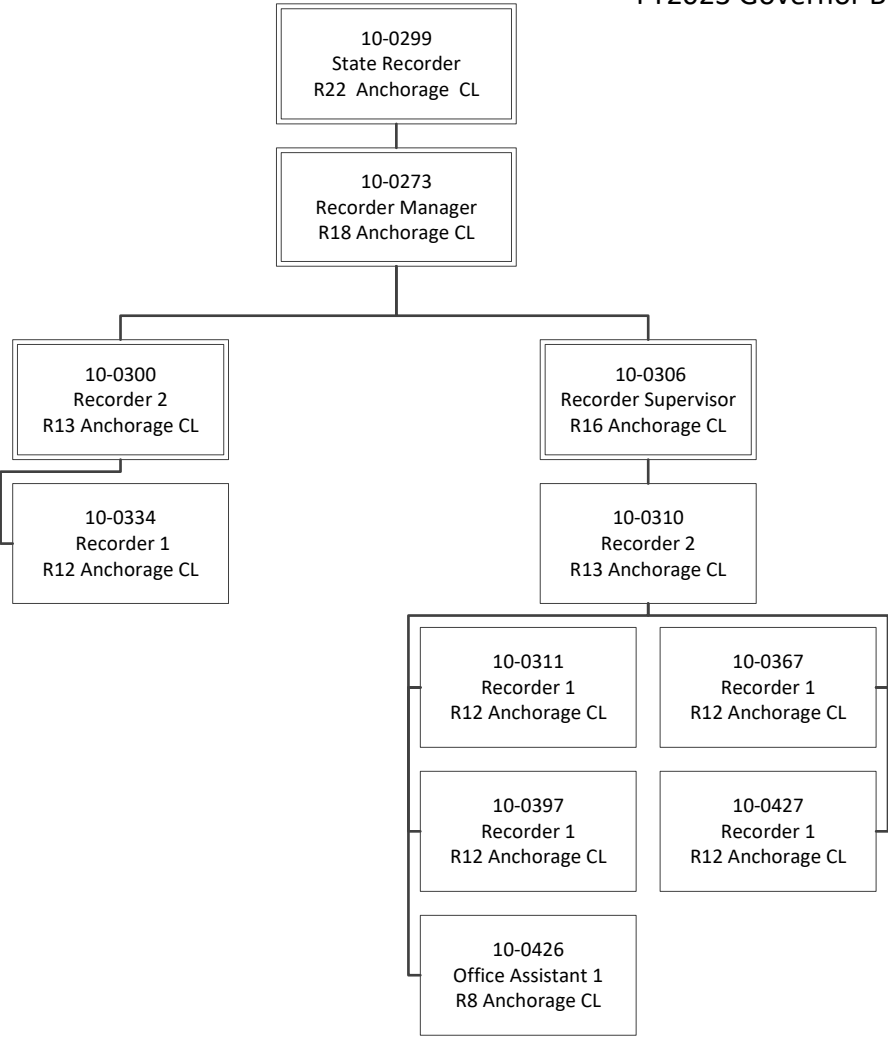 10-0299
State Recorder
R22 Anchorage CL
10-0273
Recorder Manager
R18 Anchorage CL
10-0300
Recorder 2
R13 Anchorage CL
10-0306
Recorder Supervisor
R16 Anchorage CL
10-0334
Recorder 1
R12 Anchorage CL
10-0310
Recorder 2
R13 Anchorage CL
10-0311
Recorder 1
R12 Anchorage CL
10-0367
Recorder 1
R12 Anchorage CL
10-0397
Recorder 1
R12 Anchorage CL
10-0427
Recorder 1
R12 Anchorage CL
10-0426
Office Assistant 1
R8 Anchorage CL